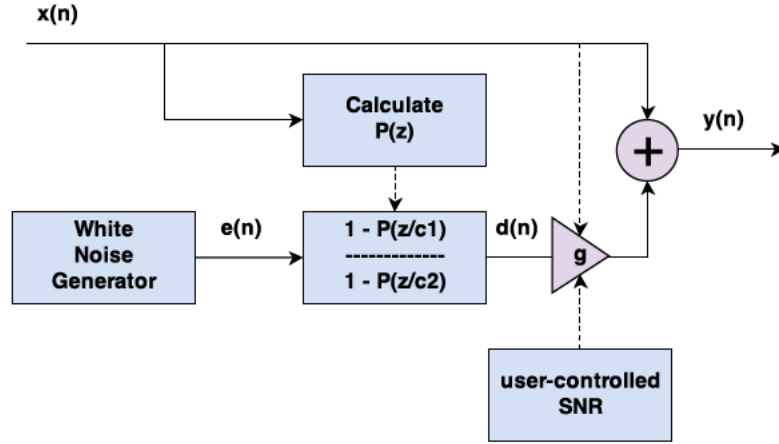 x(n)
Calculate
P(z)
y(n)
+
White
Noise
Generator
e(n)
1 - P(z/c1)
-------------
1 - P(z/c2)
d(n)
g
user-controlled
SNR